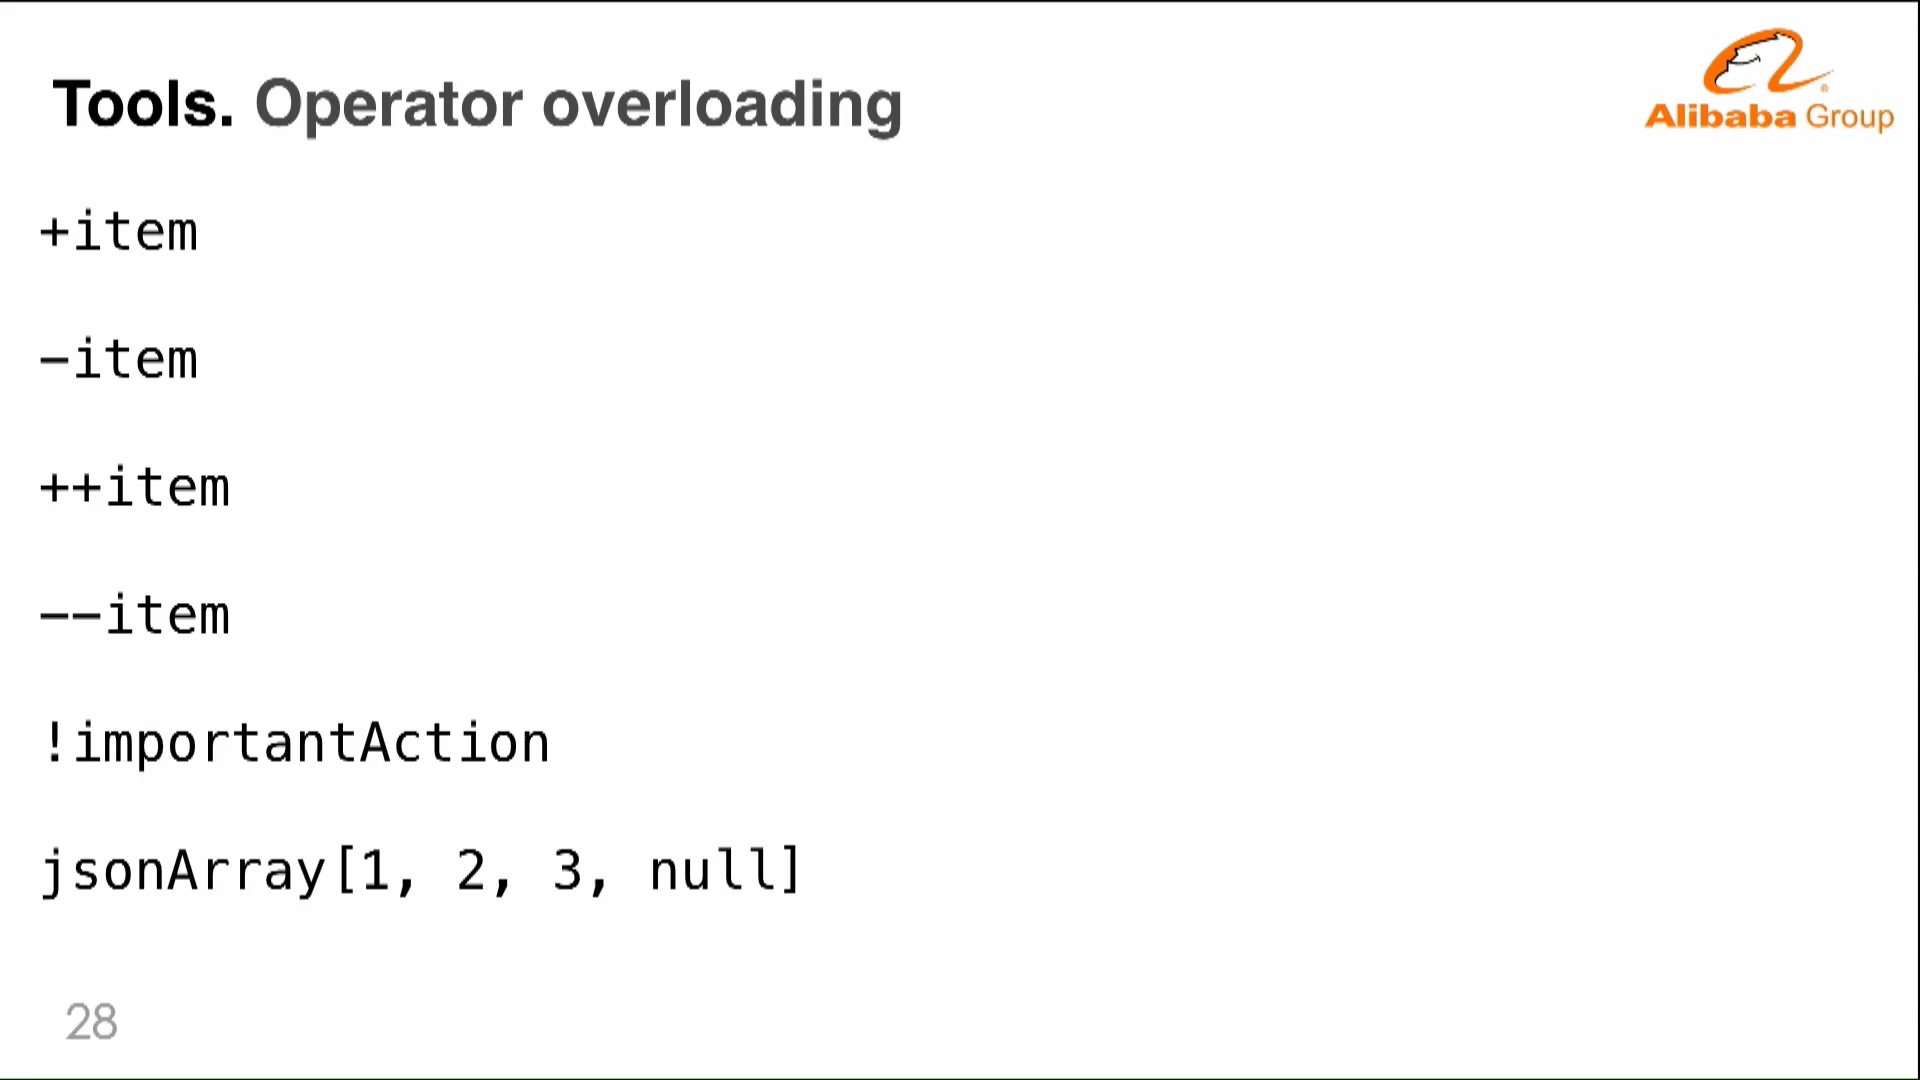 Tools. Operator overloading
Alibaba Group
+item
-item
++item
--item
!importantAction
jsonArray[1, 2, 3, null]
28